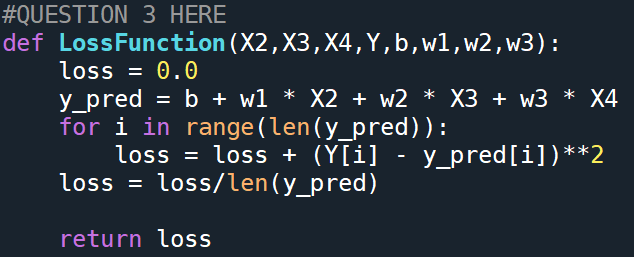 #QUESTION 3 HERE
def LossFunction(X2,X3,X4,Y,b,w1,w2,w3):
    loss = 0.0
    y_pred = b + w1 * X2 + w2 * X3 + w3 * X4
    for i in range(len(y_pred)):
        loss = loss + (Y[i] - y_pred[i])**2
    loss = loss/len(y_pred)

    return loss